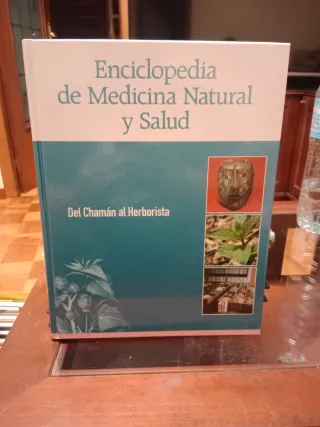 Enciclopedia
de Medicina Natural
y Salud
Del Chamán al Herborista